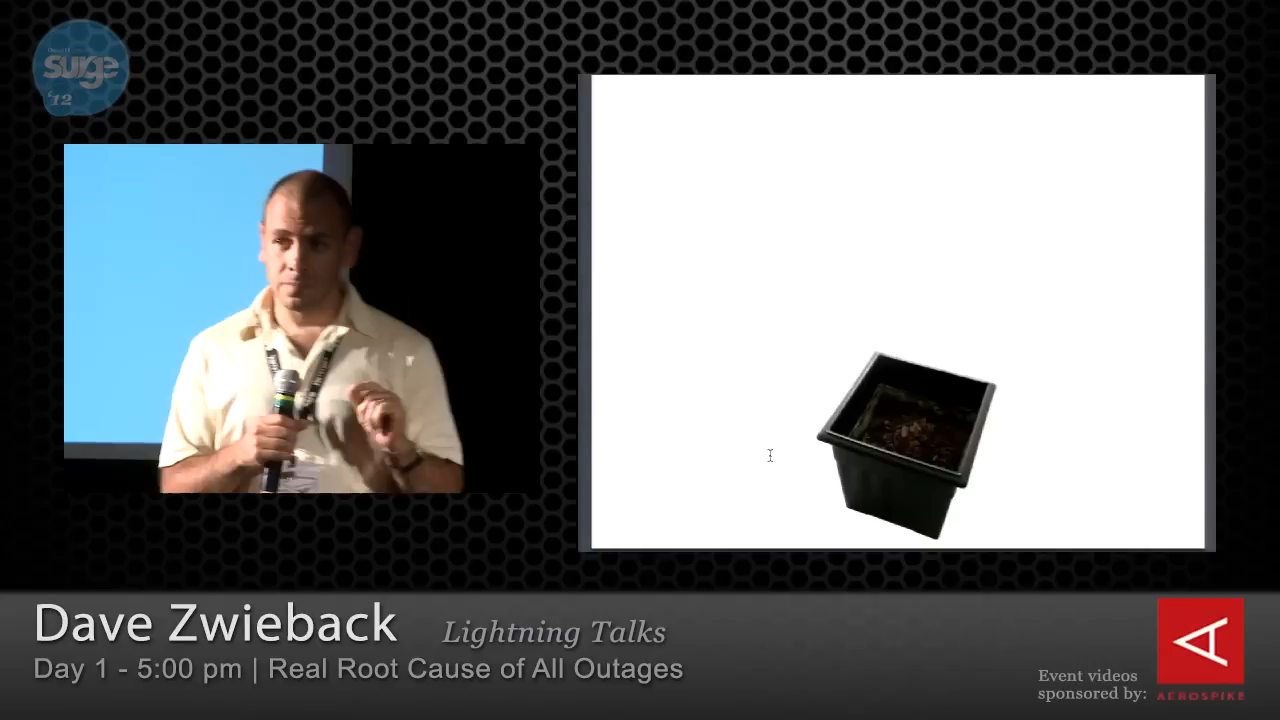 surge
'12
Dave Zwieback
Lightning Talks
Day 1 - 5:00 pm | Real Root Cause of All Outages
Event videos
sponsored by:
AEROSPIKE